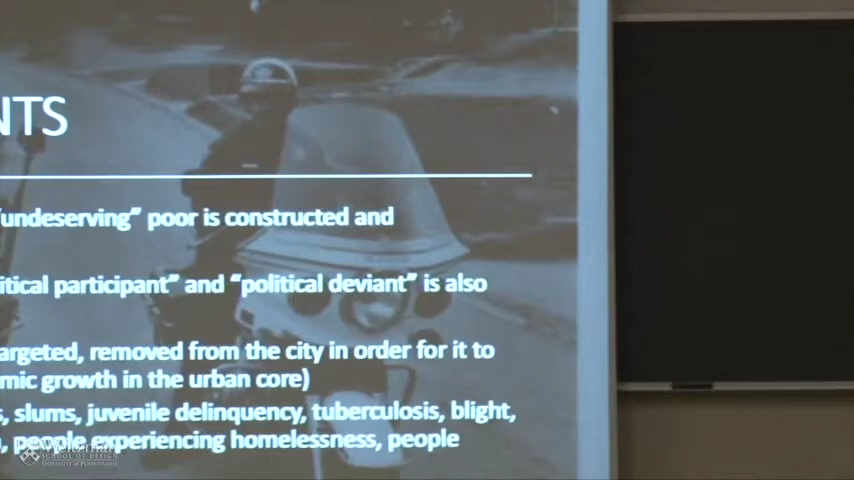 NTS
"undeserving" poor is constructed and
itical participant" and "political deviant" is also
argeted, removed from the city in order for it to
mic growth in the urban core)
s, slums, juvenile delinquency, tuberculosis, blight,
, people experiencing homelessness, people
Weitzman
SCHOOL OF DESIGN
UNIVERSITY OF PENNSYLVANIA